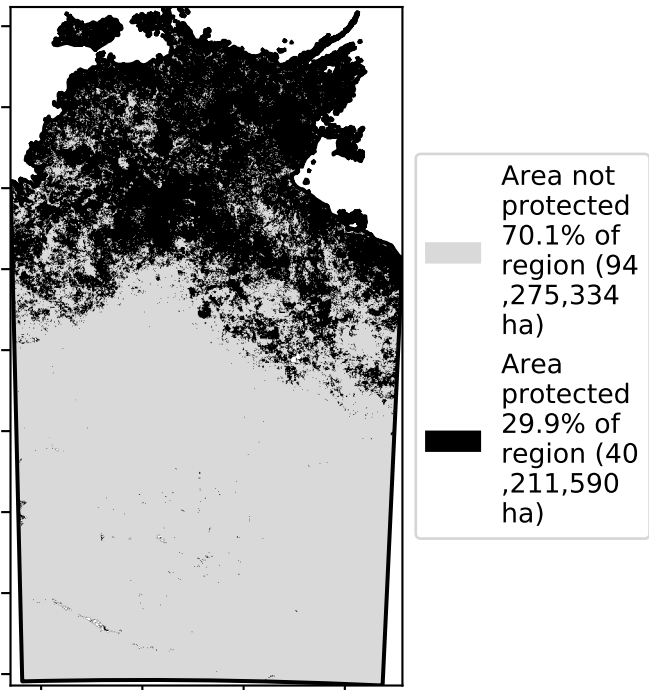 Area not
protected
70.1% of
region (94
,275,334
ha)
Area
protected
29.9% of
region (40
,211,590
ha)